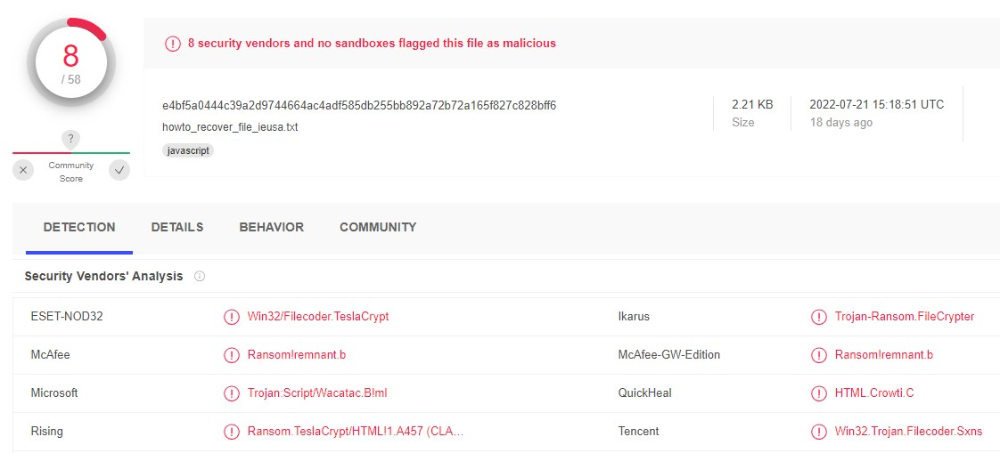 8
/ 58
?
Community
Score
8 security vendors and no sandboxes flagged this file as malicious
e4bf5a0444c39a2d9744664ac4adf585db255bb892a72b72a165f827c828bff6
howto_recover_file_ieusa.txt
javascript
2.21 KB
Size
2022-07-21 15:18:51 UTC
18 days ago
DETECTION DETAILS BEHAVIOR COMMUNITY
Security Vendors' Analysis
ESET-NOD32 Win32/Filecoder.TeslaCrypt Ikarus Trojan-Ransom.FileCrypter
McAfee Ransom!remnant.b McAfee-GW-Edition Ransom!remnant.b
Microsoft Trojan:Script/Wacatac.B!ml QuickHeal HTML.Crowti.C
Rising Ransom.TeslaCrypt/HTML!1.A457 (CLA... Tencent Win32.Trojan.Filecoder.Sxns